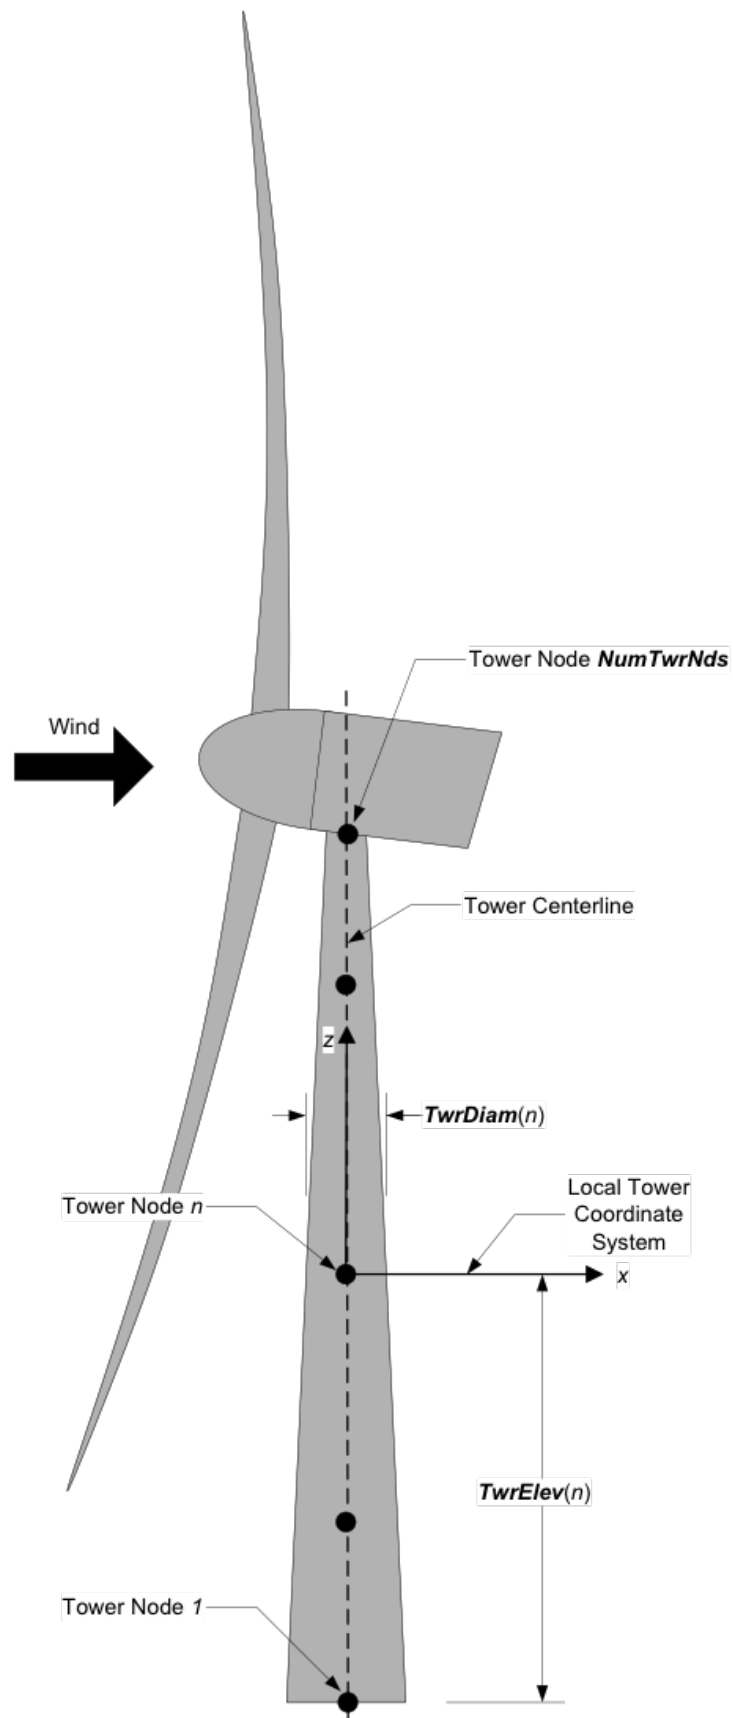 Tower Node NumTwrNds
Wind
Tower Centerline
z
TwrDiam(n)
Tower Node n
Local Tower
Coordinate
System
x
TwrElev(n)
Tower Node 1